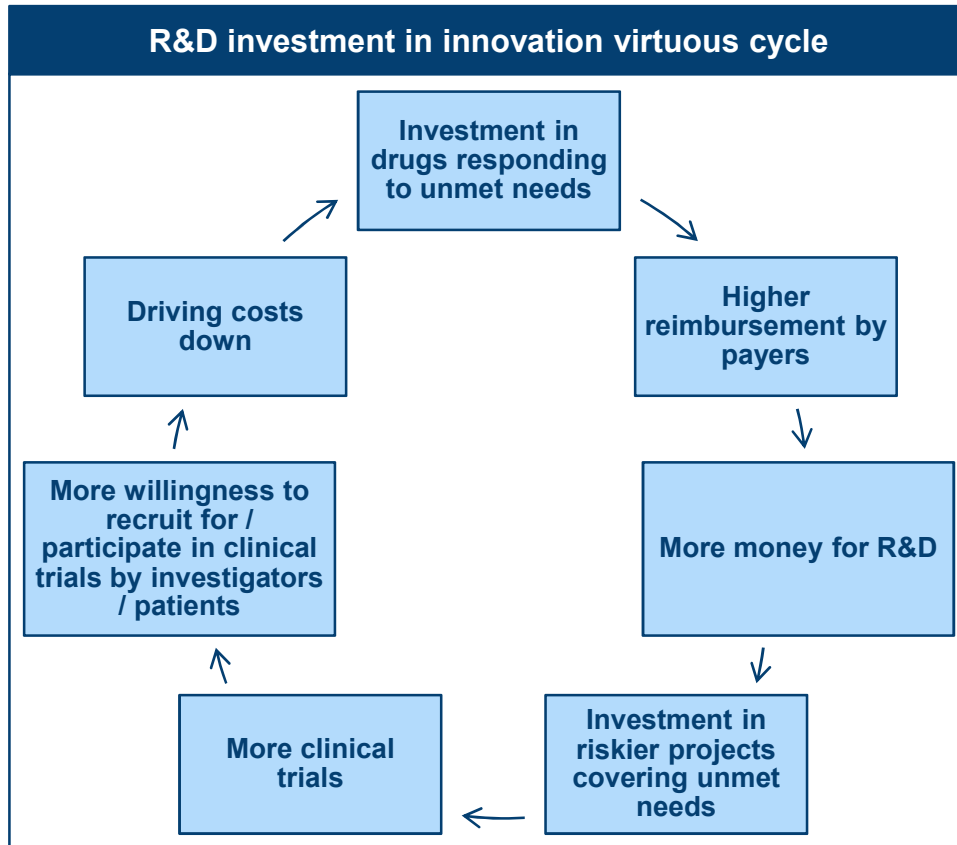 R&D investment in innovation virtuous cycle
Investment in
drugs responding
to unmet needs
Higher
reimbursement by
payers
More money for R&D
Investment in
riskier projects
covering unmet
needs
More clinical
trials
More willingness to
recruit for /
participate in clinical
trials by investigators
/ patients
Driving costs
down